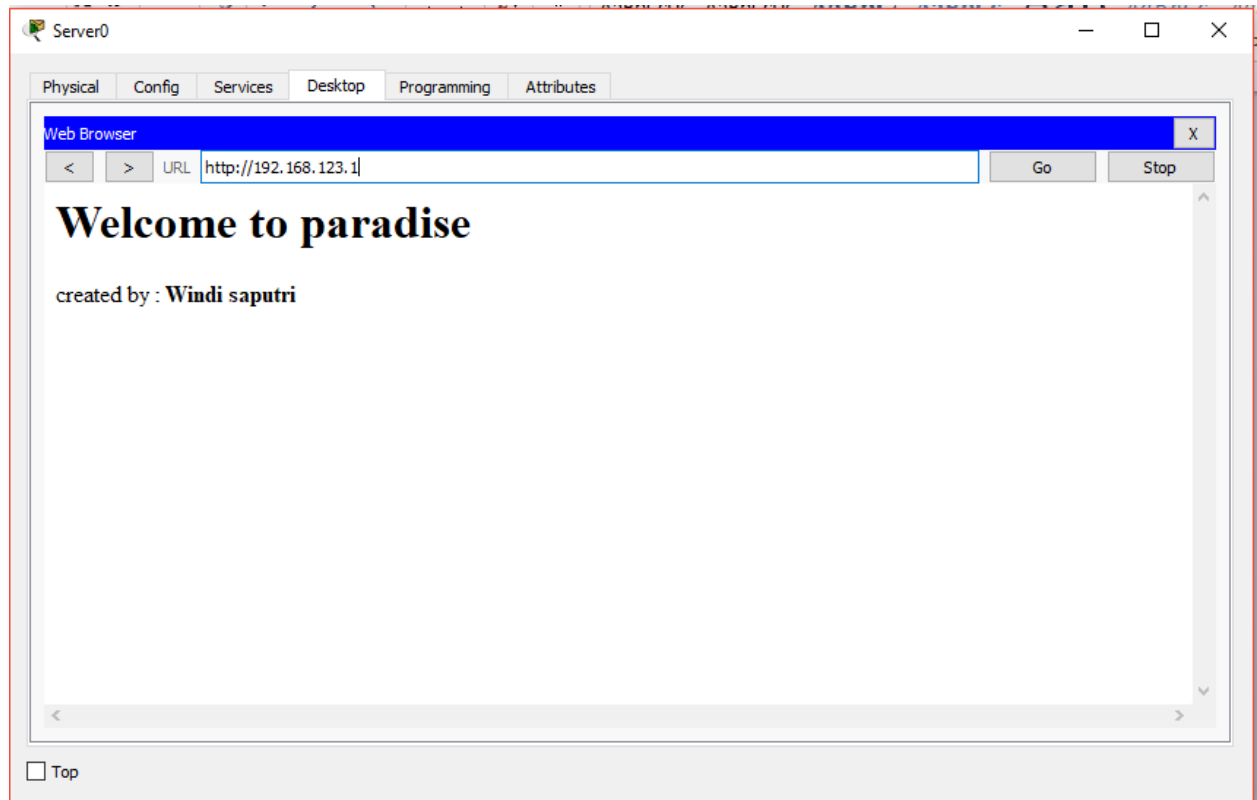 Server0
Physical Config Services Desktop Programming Attributes
Web Browser X
< > URL http://192.168.123.1 Go Stop
Welcome to paradise
created by : Windi saputri
Top